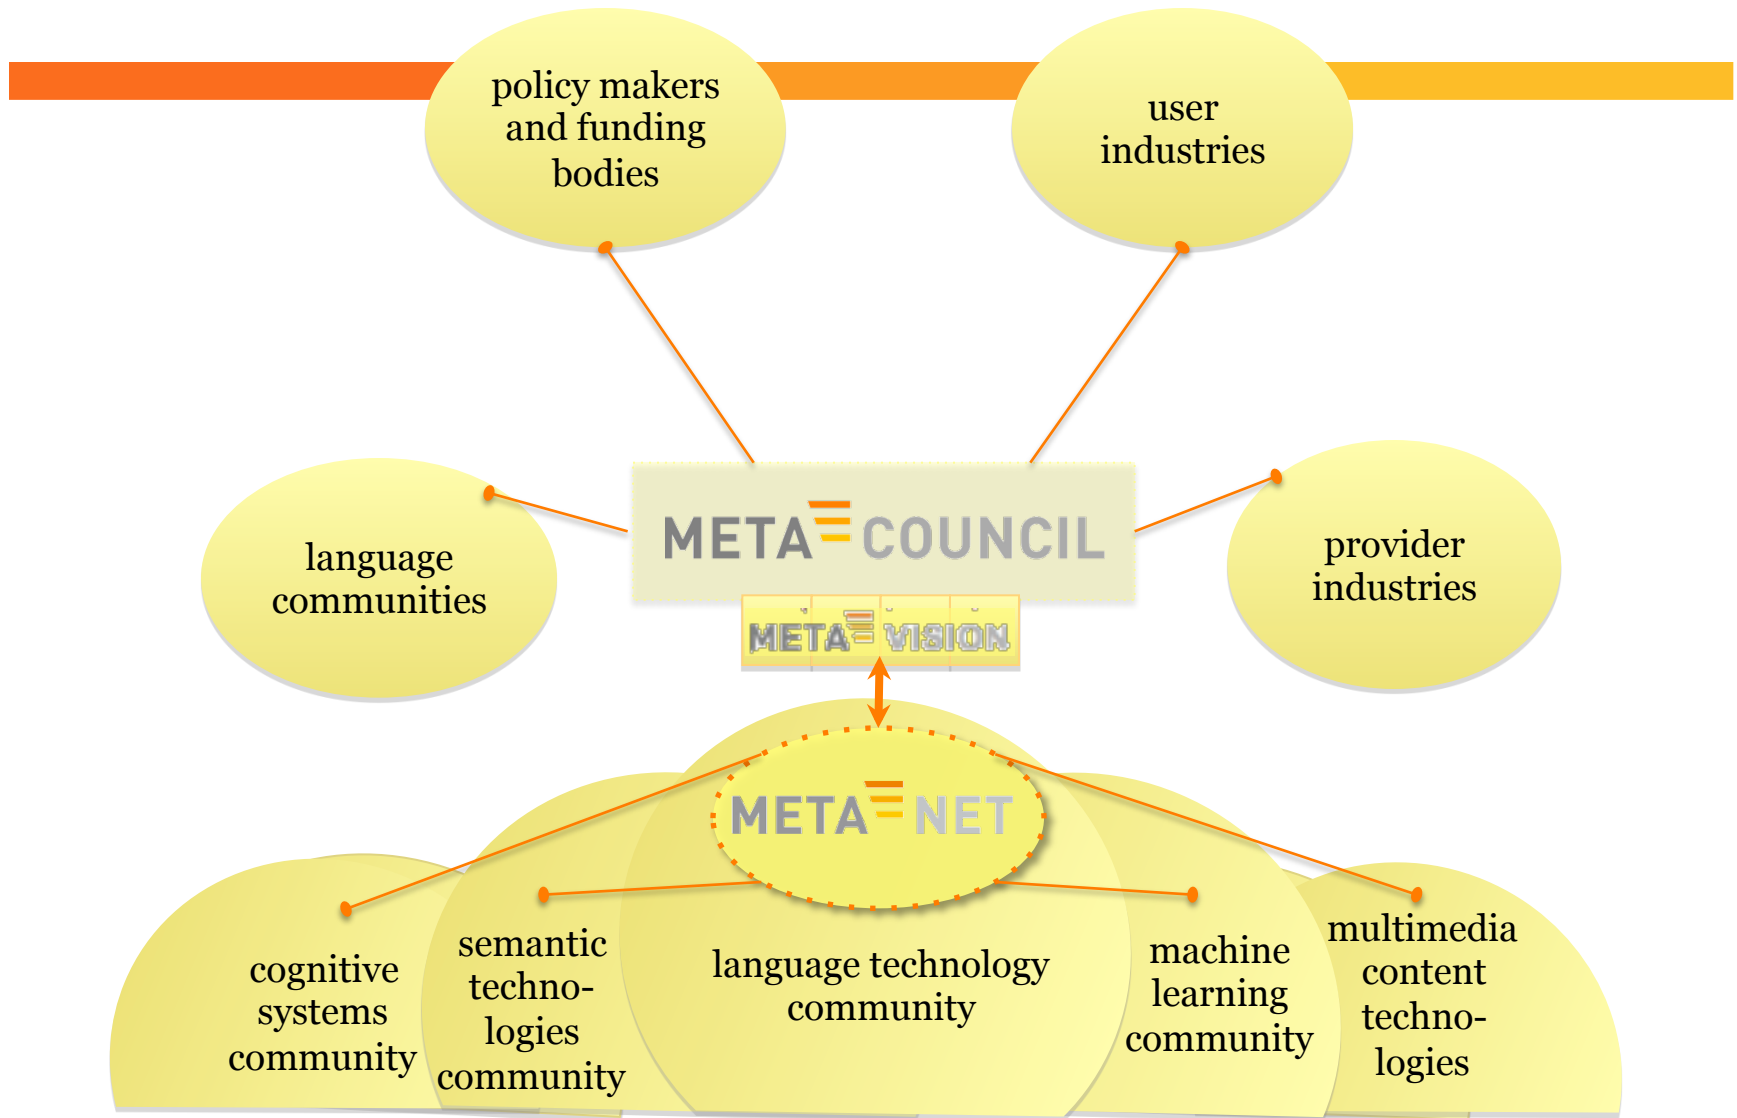 policy makers
and funding
bodies
user
industries
language
communities
META COUNCIL
provider
industries
META VISION
META NET
cognitive
systems
community
semantic
techno-
logies
community
language technology
community
machine
learning
community
multimedia
content
techno-
logies